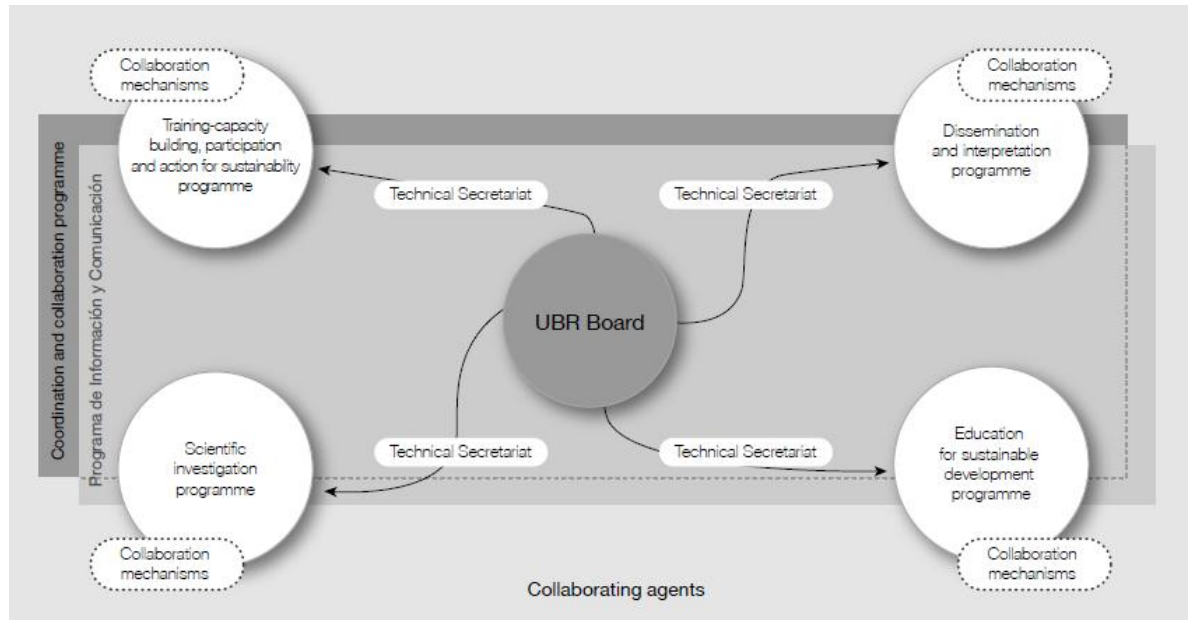 Collaboration
mechanisms
Training-capacity
building, participation
and action for sustainability
programme
Collaboration
mechanisms
Dissemination
and interpretation
programme
Technical Secretariat
Technical Secretariat
Coordination and collaboration programme
Programa de Información y Comunicación
UBR Board
Scientific
investigation
programme
Technical Secretariat
Technical Secretariat
Education
for sustainable
development
programme
Collaboration
mechanisms
Collaboration
mechanisms
Collaborating agents